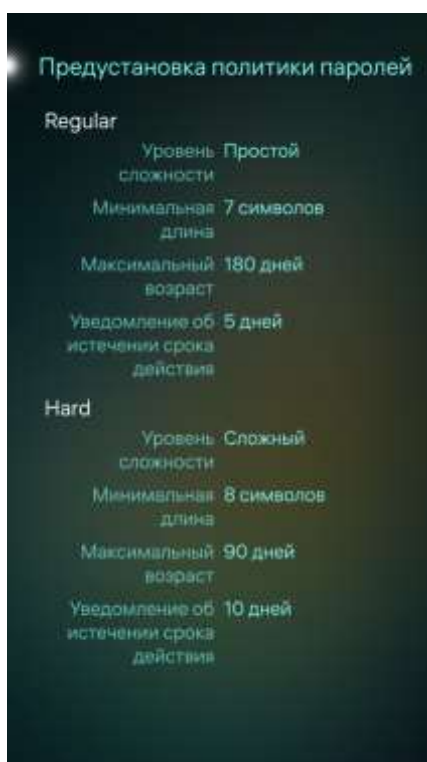 Предустановка политики паролей
Regular
Уровень Простой
сложности
Минимальная 7 символов
длина
Максимальный 180 дней
возраст
Уведомление об 5 дней
истечении срока
действия
Hard
Уровень Сложный
сложности
Минимальная 8 символов
длина
Максимальный 90 дней
возраст
Уведомление об 10 дней
истечении срока
действия